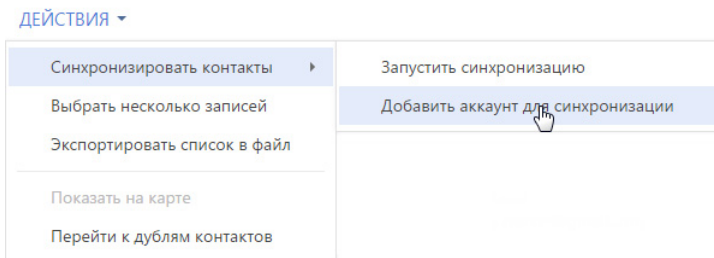 ДЕЙСТВИЯ
Синхронизировать контакты
Запустить синхронизацию
Выбрать несколько записей
Добавить аккаунт для синхронизации
Экспортировать список в файл
Показать на карте
Перейти к дублям контактов